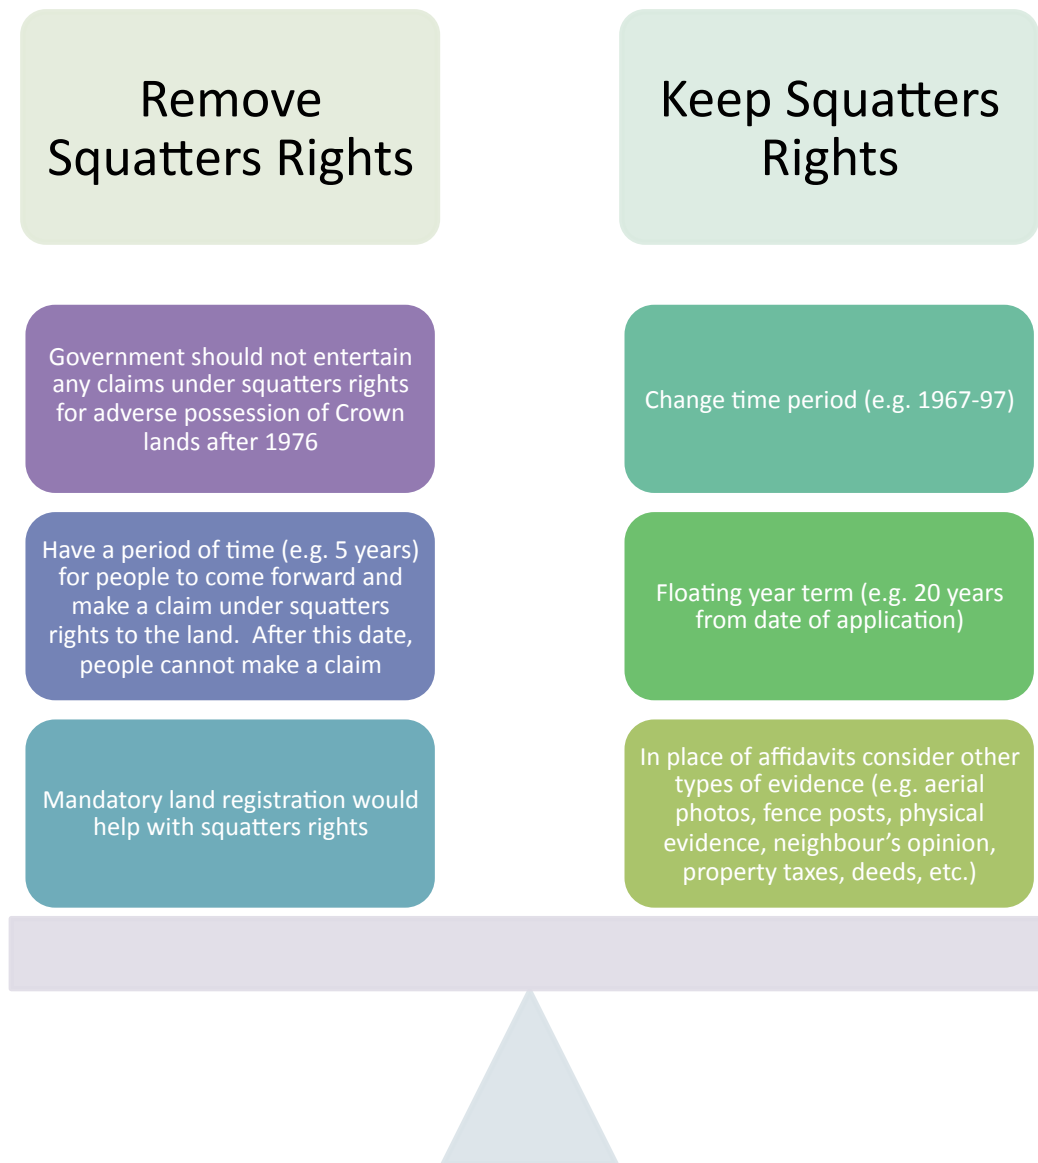 Remove
Squatters Rights
Keep Squatters
Rights
Government should not entertain
any claims under squatters rights
for adverse possession of Crown
lands after 1976
Change time period (e.g. 1967-97)
Have a period of time (e.g. 5 years)
for people to come forward and
make a claim under squatters
rights to the land.  After this date,
people cannot make a claim
Floating year term (e.g. 20 years
from date of application)
Mandatory land registration would
help with squatters rights
In place of affidavits consider other
types of evidence (e.g. aerial
photos, fence posts, physical
evidence, neighbour’s opinion,
property taxes, deeds, etc.)